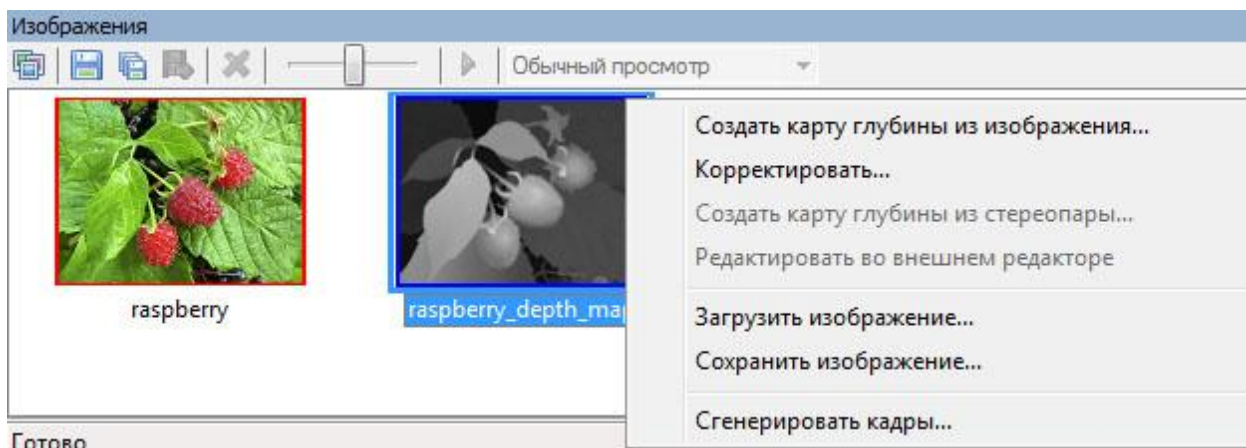 Изображения
Обычный просмотр
Создать карту глубины из изображения...
Корректировать...
Создать карту глубины из стереопары...
Редактировать во внешнем редакторе
raspberry
raspberry_depth_map
Загрузить изображение...
Сохранить изображение...
Сгенерировать кадры...
Готово